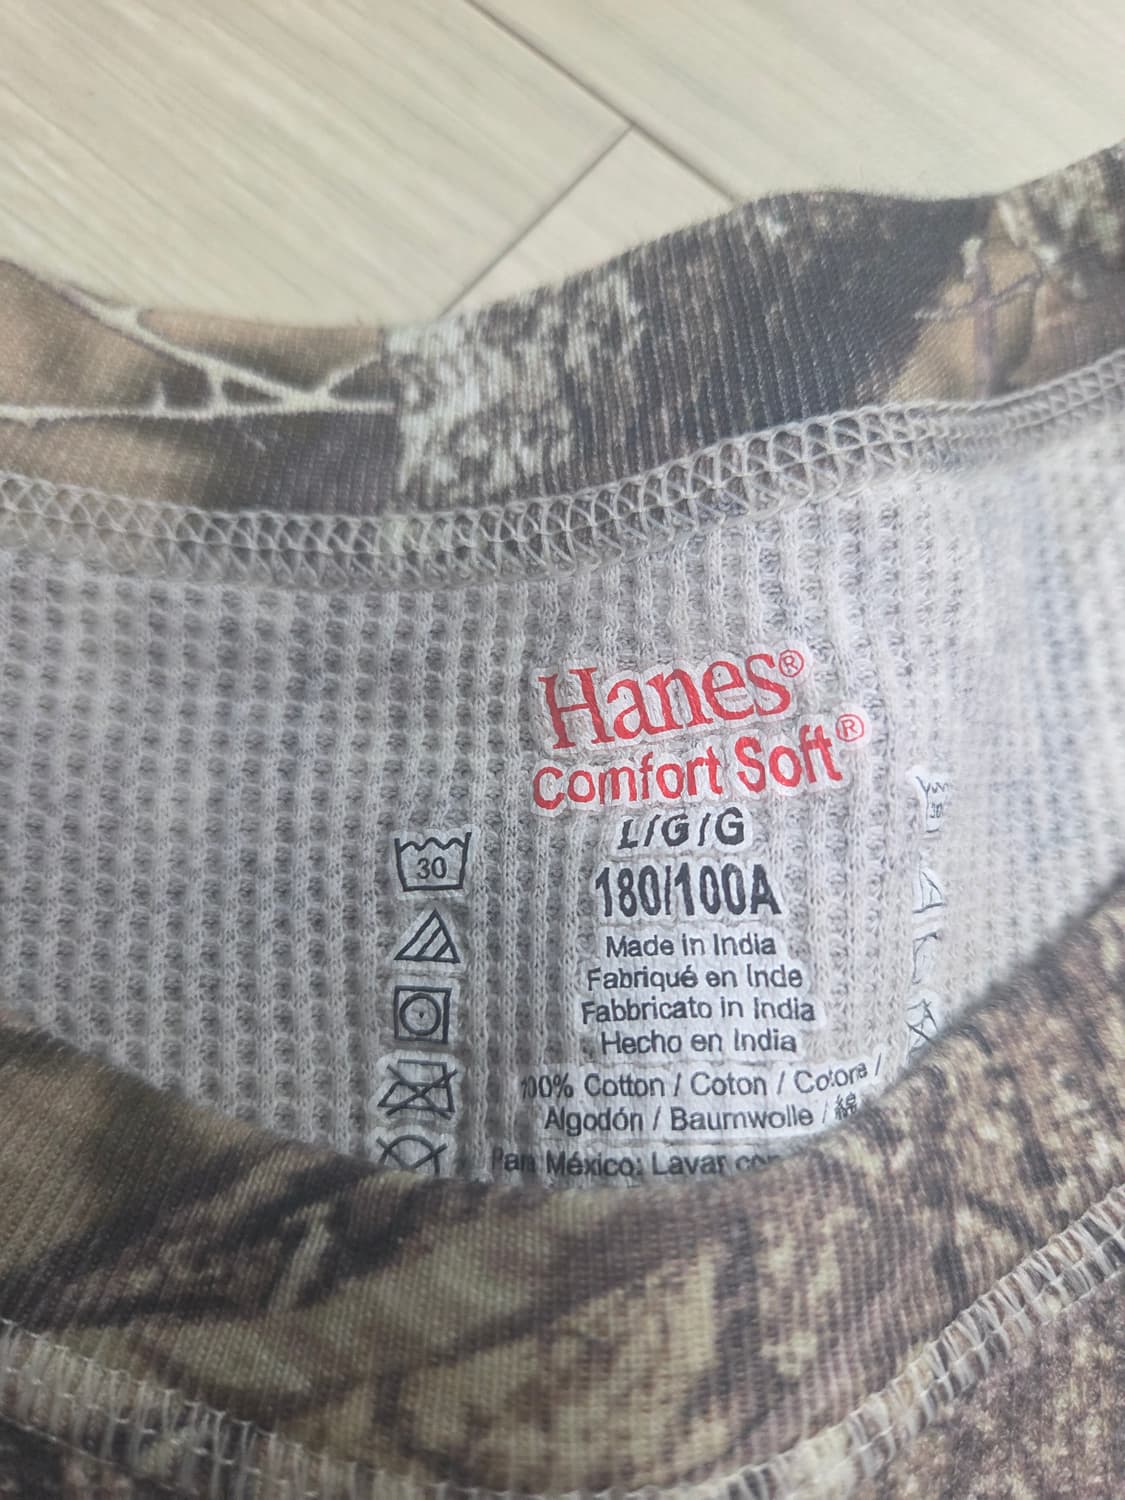 Hanes®
Comfort Soft®
L/G/G
180/100A
30
Made in India
Fabriqué en Inde
Fabbricato in India
Hecho en India
100% Cotton / Coton / Cotone /
Algodón / Baumwolle / 綿
Para México: Lavar con
30